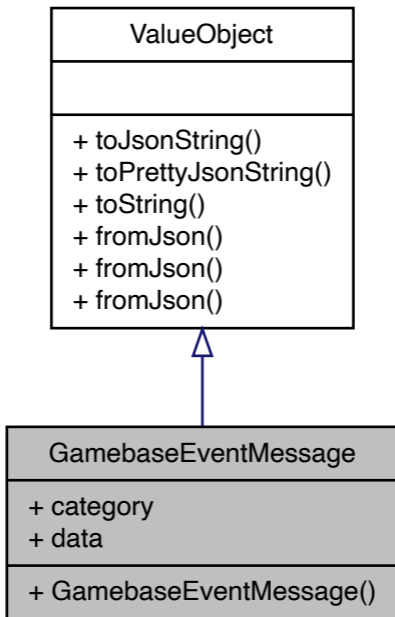 ValueObject
+ toJsonString()
+ toPrettyJsonString()
+ toString()
+ fromJson()
+ fromJson()
+ fromJson()
GamebaseEventMessage
+ category
+ data
+ GamebaseEventMessage()